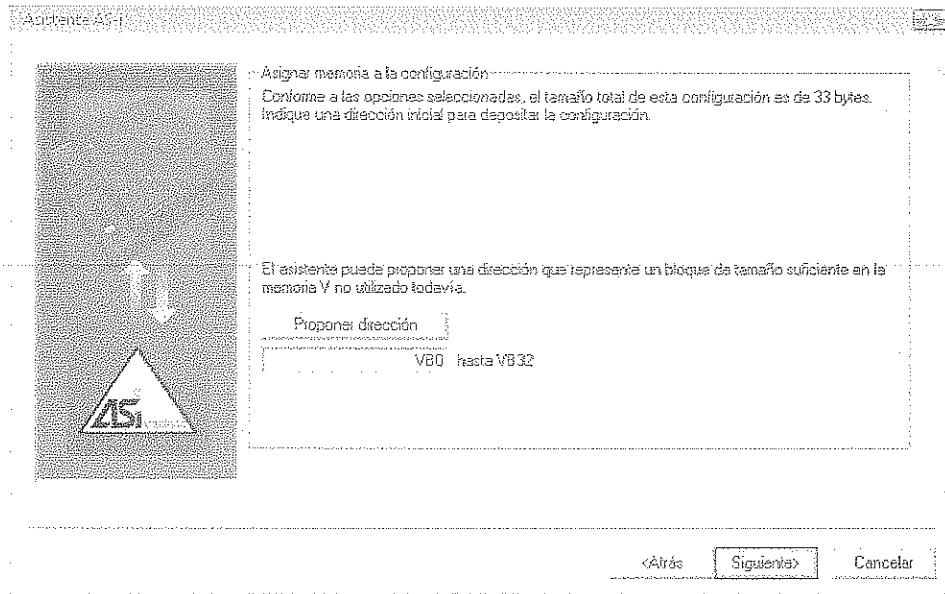 Asistente AS-i
Asignar memoria a la configuración
Conforme a las opciones seleccionadas, el tamaño total de esta configuración es de 33 bytes.
Indique una dirección inicial para depositar la configuración.
El asistente puede proponer una dirección que represente un bloque de tamaño suficiente en la
memoria V no utilizado todavía.
Proponer dirección
VB0 hasta VB32
ASi
<Atrás Siguiente> Cancelar